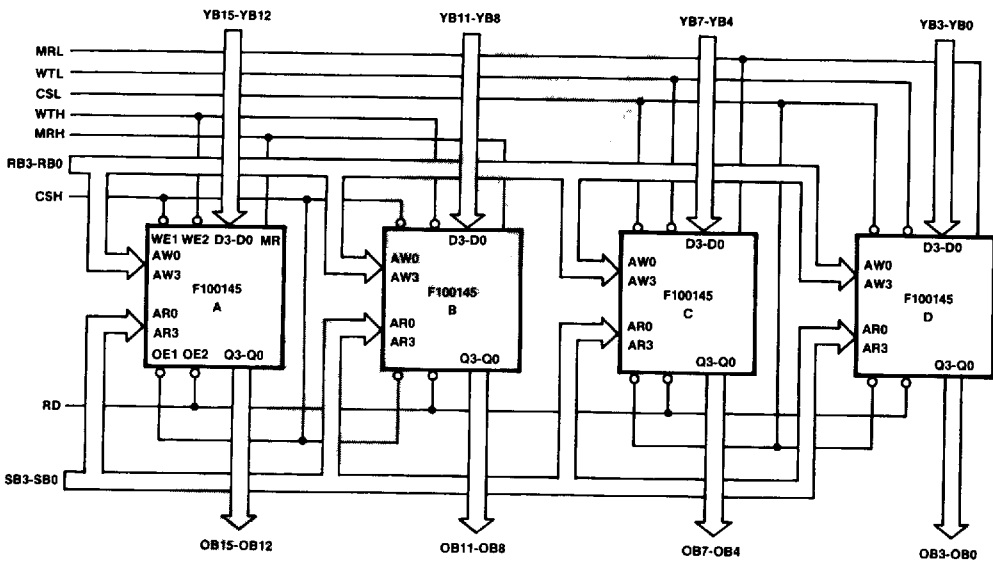 YB15-YB12 YB11-YB8 YB7-YB4 YB3-YB0
MRL
WTL
CSL
WTH
MRH
RB3-RB0
CSH
WE1 WE2 D3-D0 MR
AW0
AW3
F100145
A
AR0
AR3
OE1 OE2 Q3-Q0
D3-D0
AW0
AW3
F100145
B
AR0
AR3
Q3-Q0
D3-D0
AW0
AW3
F100145
C
AR0
AR3
Q3-Q0
D3-D0
AW0
AW3
F100145
D
AR0
AR3
Q3-Q0
RD
SB3-SB0
OB15-OB12 OB11-OB8 OB7-OB4 OB3-OB0